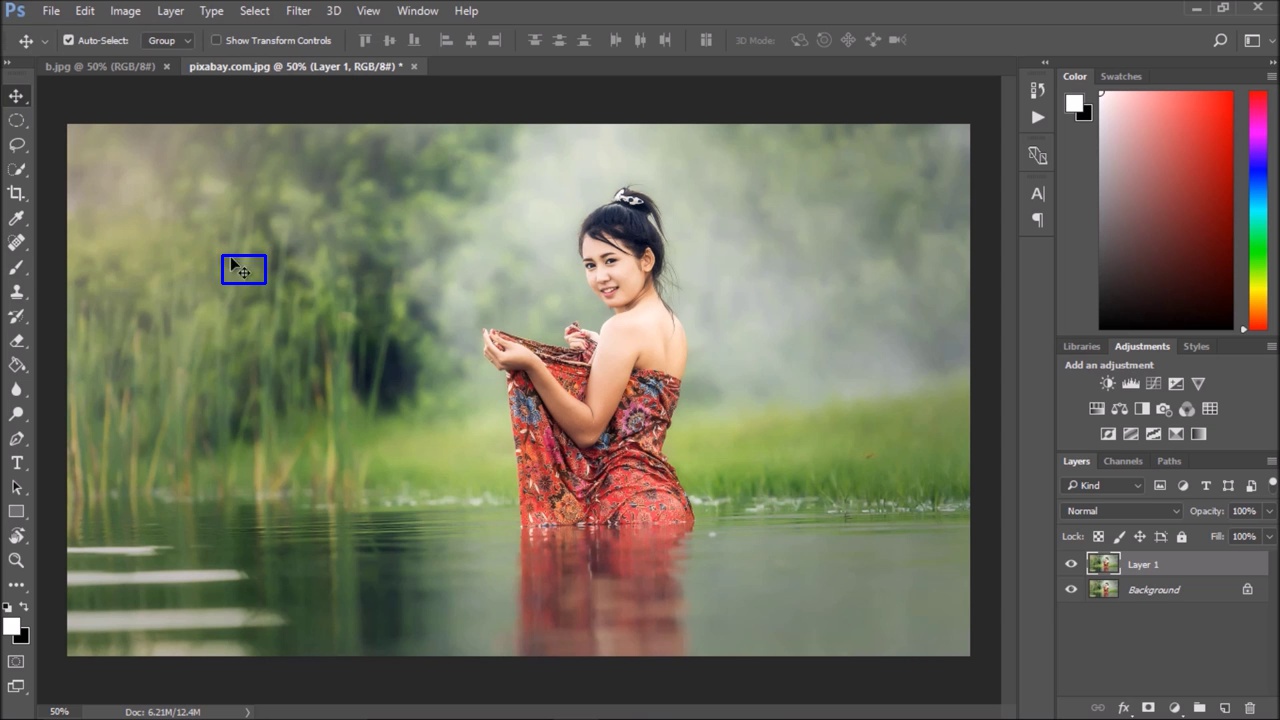 Ps File Edit Image Layer Type Select Filter 3D View Window Help
Auto-Select: Group Show Transform Controls 3D Mode:
b.jpg @ 50% (RGB/8#) × pixabay.com.jpg @ 50% (Layer 1, RGB/8#) * ×
Color Swatches
Libraries Adjustments Styles
Add an adjustment
Layers Channels Paths
Kind
Normal Opacity: 100%
Lock: Fill: 100%
Layer 1
Background
50% Doc: 6.21M/12.4M